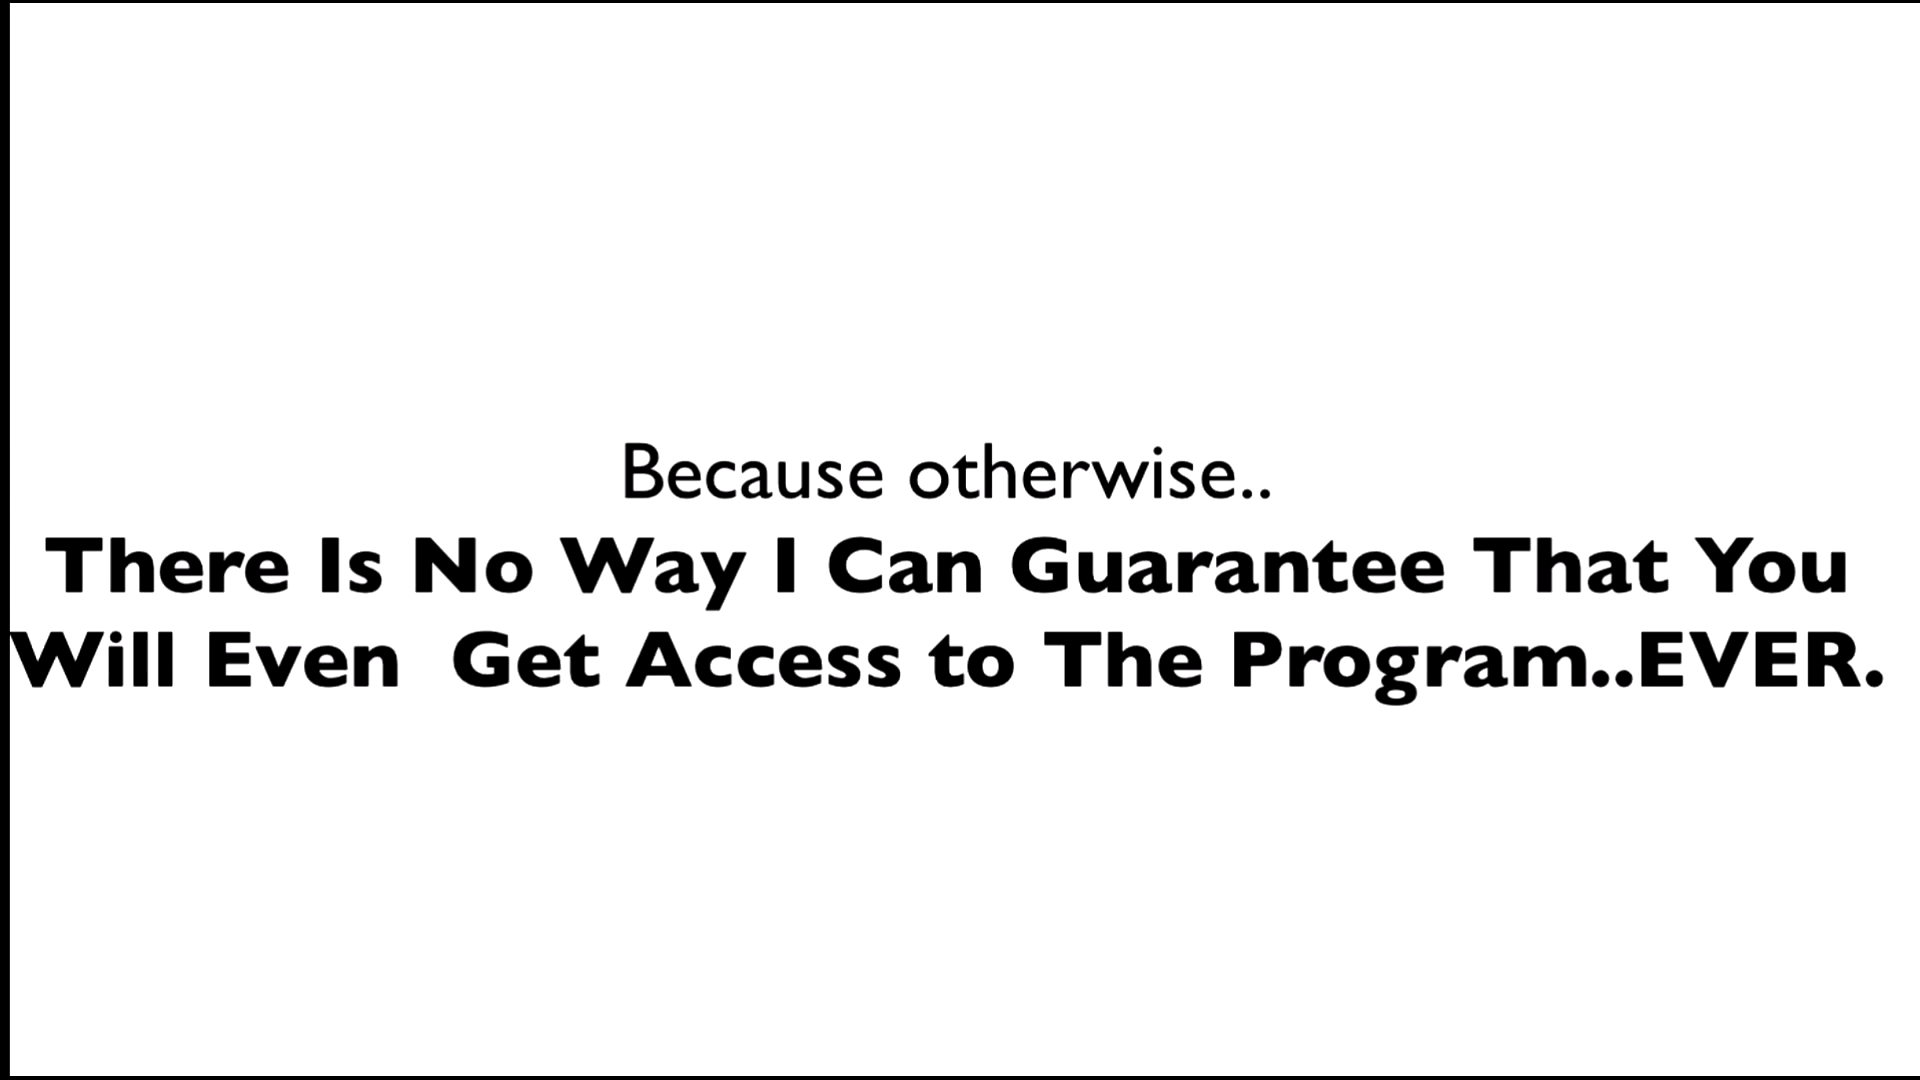 Because otherwise..
There Is No Way I Can Guarantee That You
Will Even  Get Access to The Program..EVER.